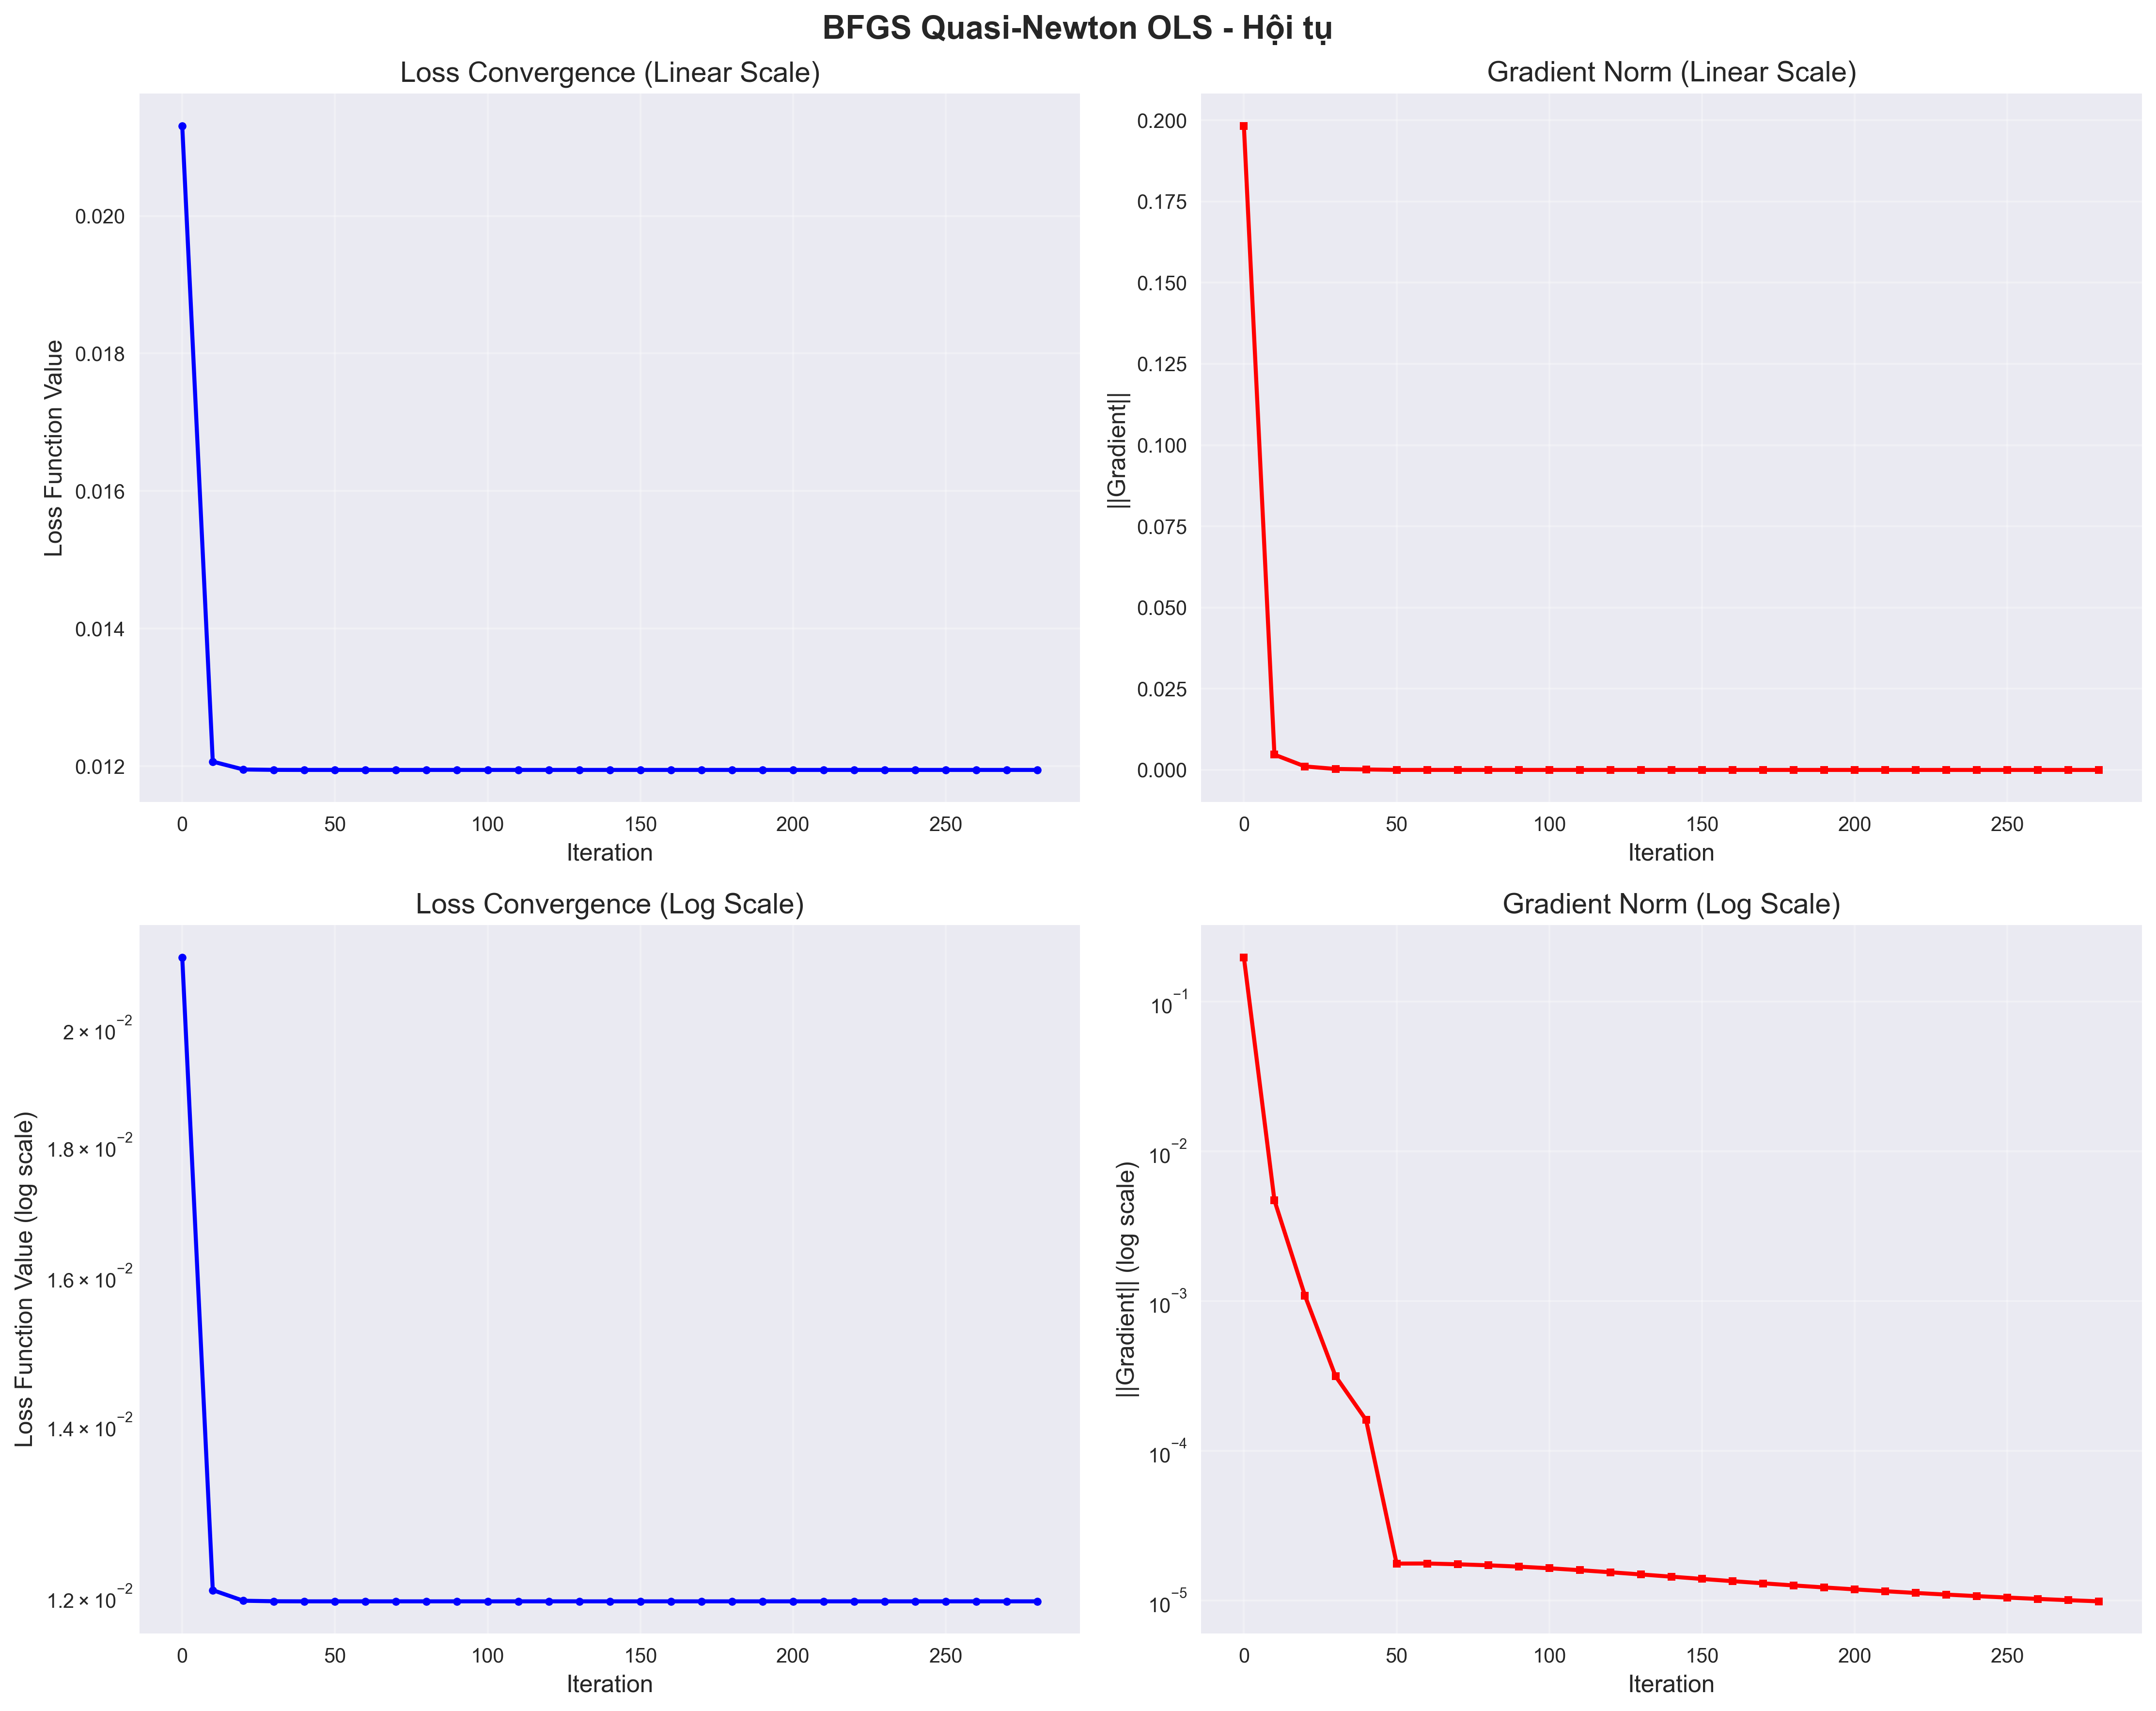 BFGS Quasi-Newton OLS - Hội tụ
Loss Convergence (Linear Scale)
Loss Function Value
0.020
0.018
0.016
0.014
0.012
0 50 100 150 200 250
Iteration
Gradient Norm (Linear Scale)
||Gradient||
0.200
0.175
0.150
0.125
0.100
0.075
0.050
0.025
0.000
0 50 100 150 200 250
Iteration
Loss Convergence (Log Scale)
Loss Function Value (log scale)
2 × 10⁻²
1.8 × 10⁻²
1.6 × 10⁻²
1.4 × 10⁻²
1.2 × 10⁻²
0 50 100 150 200 250
Iteration
Gradient Norm (Log Scale)
||Gradient|| (log scale)
10⁻¹
10⁻²
10⁻³
10⁻⁴
10⁻⁵
0 50 100 150 200 250
Iteration